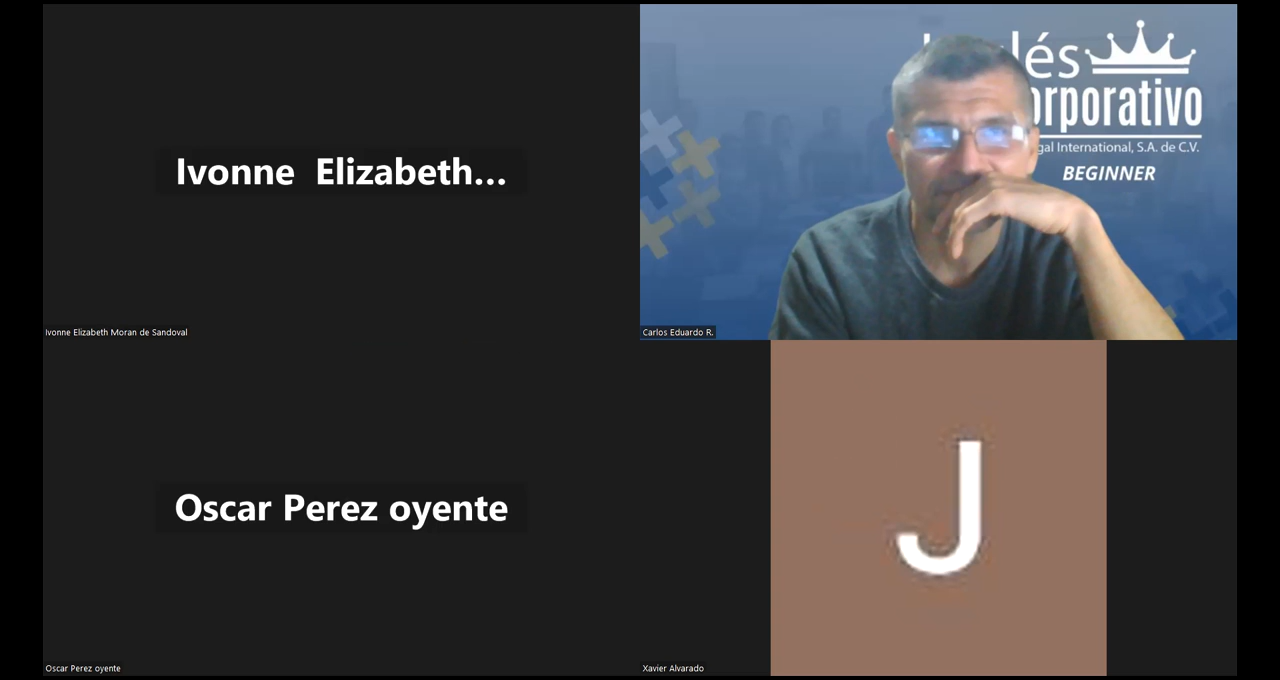 Ivonne  Elizabeth...
Ivonne Elizabeth Moran de Sandoval
lés
orporativo
gal International, S.A. de C.V.
BEGINNER
Carlos Eduardo R.
Oscar Perez oyente
Oscar Perez oyente
J
Xavier Alvarado